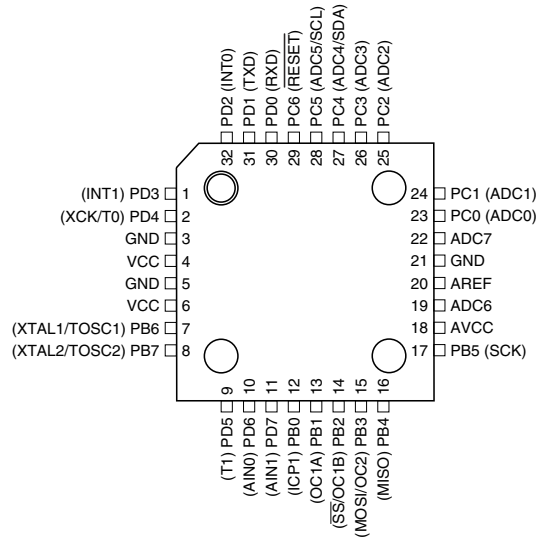 PD2 (INT0)
PD1 (TXD)
PD0 (RXD)
PC6 (RESET)
PC5 (ADC5/SCL)
PC4 (ADC4/SDA)
PC3 (ADC3)
PC2 (ADC2)
32
31
30
29
28
27
26
25
(INT1) PD3 1
(XCK/T0) PD4 2
GND 3
VCC 4
GND 5
VCC 6
(XTAL1/TOSC1) PB6 7
(XTAL2/TOSC2) PB7 8
24 PC1 (ADC1)
23 PC0 (ADC0)
22 ADC7
21 GND
20 AREF
19 ADC6
18 AVCC
17 PB5 (SCK)
9
10
11
12
13
14
15
16
(T1) PD5
(AIN0) PD6
(AIN1) PD7
(ICP1) PB0
(OC1A) PB1
(SS/OC1B) PB2
(MOSI/OC2) PB3
(MISO) PB4